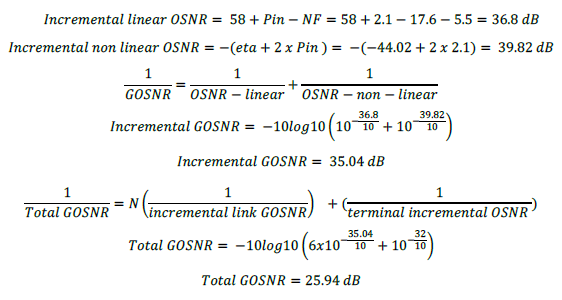 Incremental linear OSNR = 58 + Pin − NF = 58 + 2.1 − 17.6 − 5.5 = 36.8 dB
Incremental non linear OSNR = −(eta + 2 x Pin ) = −(−44.02 + 2 x 2.1) = 39.82 dB
1/GOSNR = 1/OSNR − linear + 1/OSNR − non − linear
Incremental GOSNR = −10log10 (10^−36.8/10 + 10^−39.82/10)
Incremental GOSNR = 35.04 dB
1/Total GOSNR = N (1/incremental link GOSNR) + (1/terminal incremental OSNR)
Total GOSNR = −10log10 (6x10^−35.04/10 + 10^−32/10)
Total GOSNR = 25.94 dB